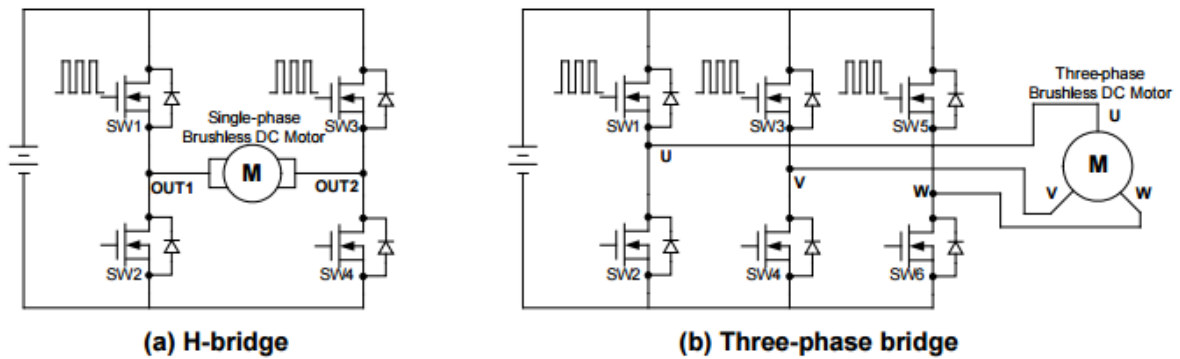 SW1
SW3
Single-phase
Brushless DC Motor
M
OUT1
OUT2
SW2
SW4
(a) H-bridge
SW1
SW3
SW5
Three-phase
Brushless DC Motor
U
M
V
W
U
V
W
SW2
SW4
SW6
(b) Three-phase bridge